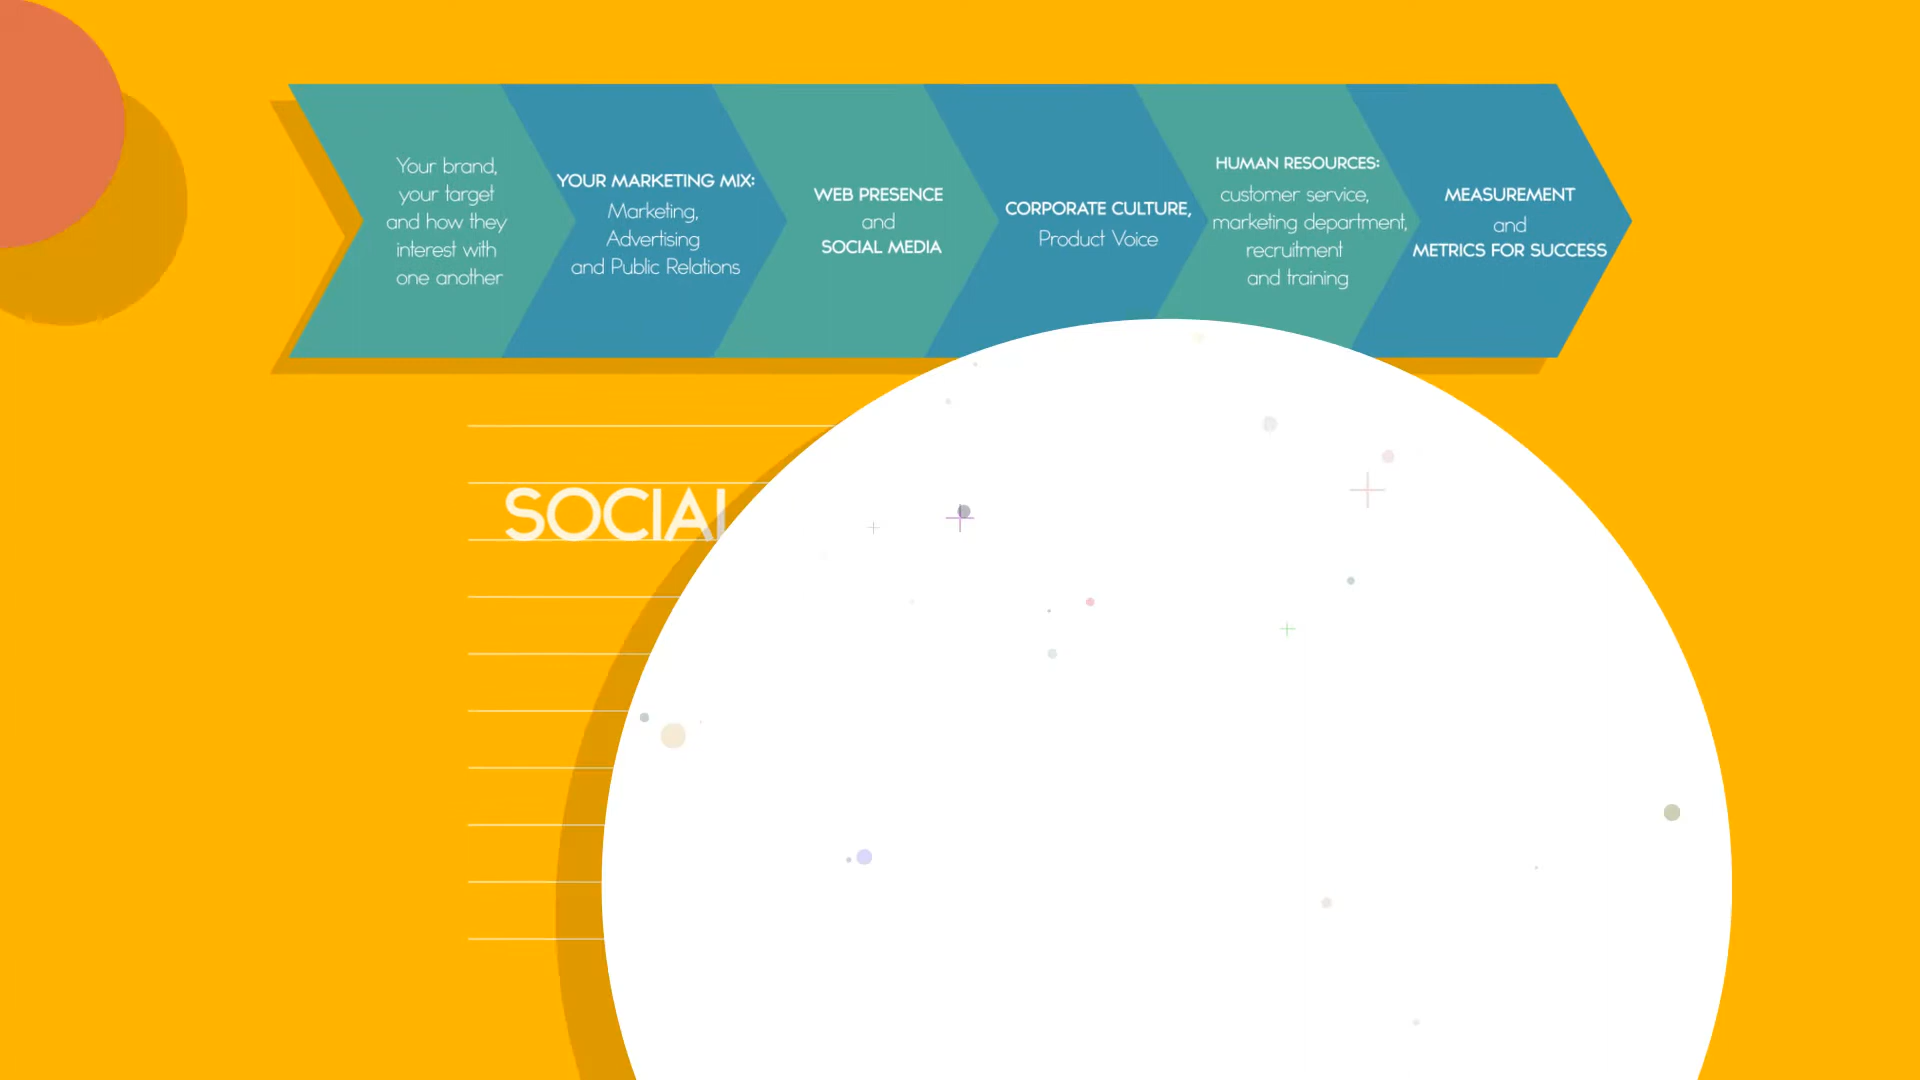 Your brand,
your target
and how they
interest with
one another
YOUR MARKETING MIX:
Marketing,
Advertising
and Public Relations
WEB PRESENCE
and
SOCIAL MEDIA
CORPORATE CULTURE,
Product Voice
HUMAN RESOURCES:
customer service,
marketing department,
recruitment
and training
MEASUREMENT
and
METRICS FOR SUCCESS
SOCIAL